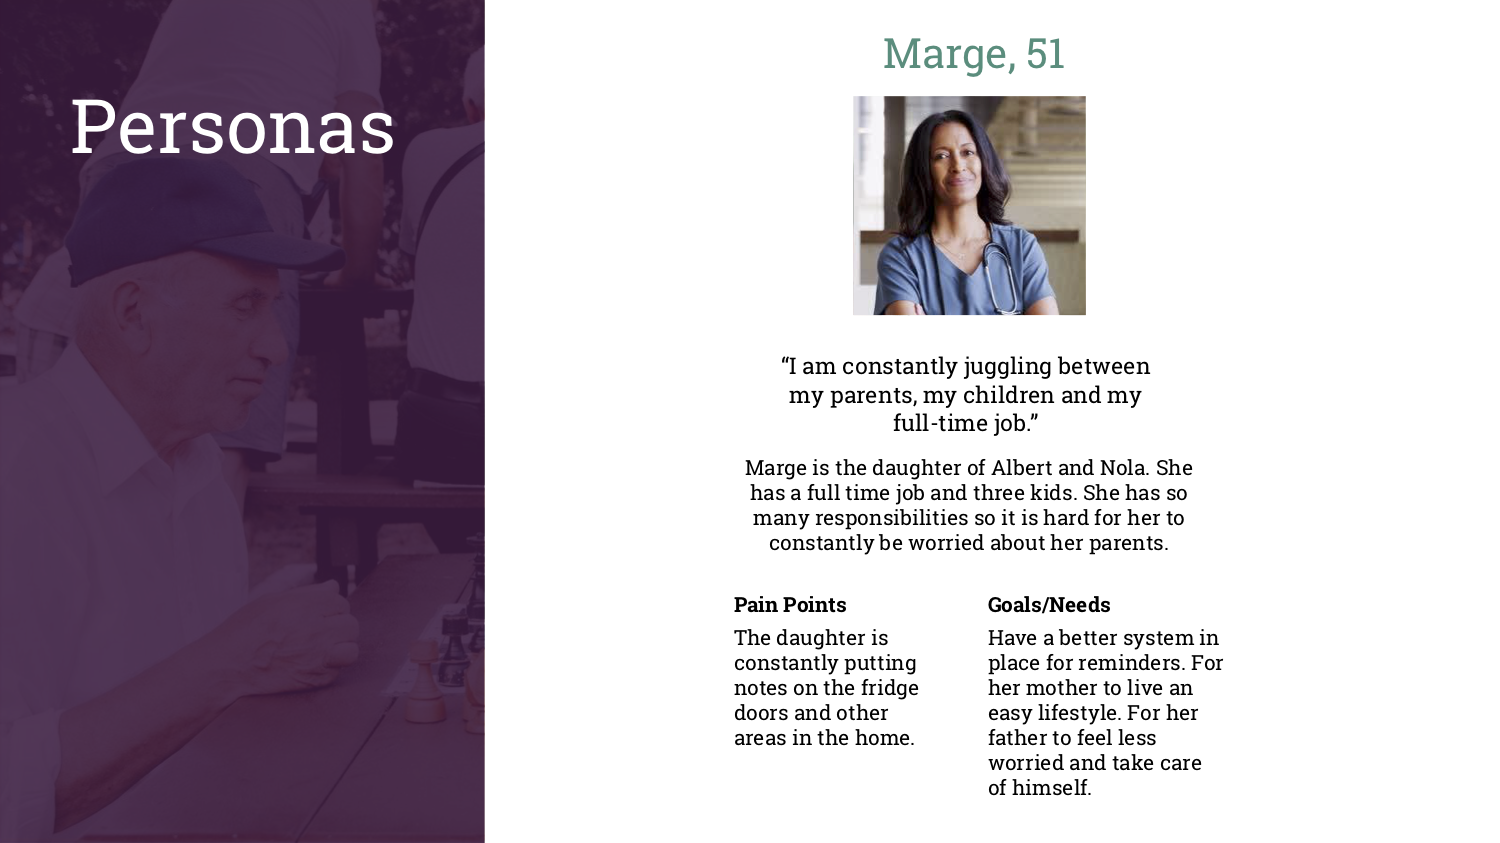 Personas
Marge, 51
“I am constantly juggling between
my parents, my children and my
full-time job.”
Marge is the daughter of Albert and Nola. She
has a full time job and three kids. She has so
many responsibilities so it is hard for her to
constantly be worried about her parents.
Pain Points
The daughter is
constantly putting
notes on the fridge
doors and other
areas in the home.
Goals/Needs
Have a better system in
place for reminders. For
her mother to live an
easy lifestyle. For her
father to feel less
worried and take care
of himself.